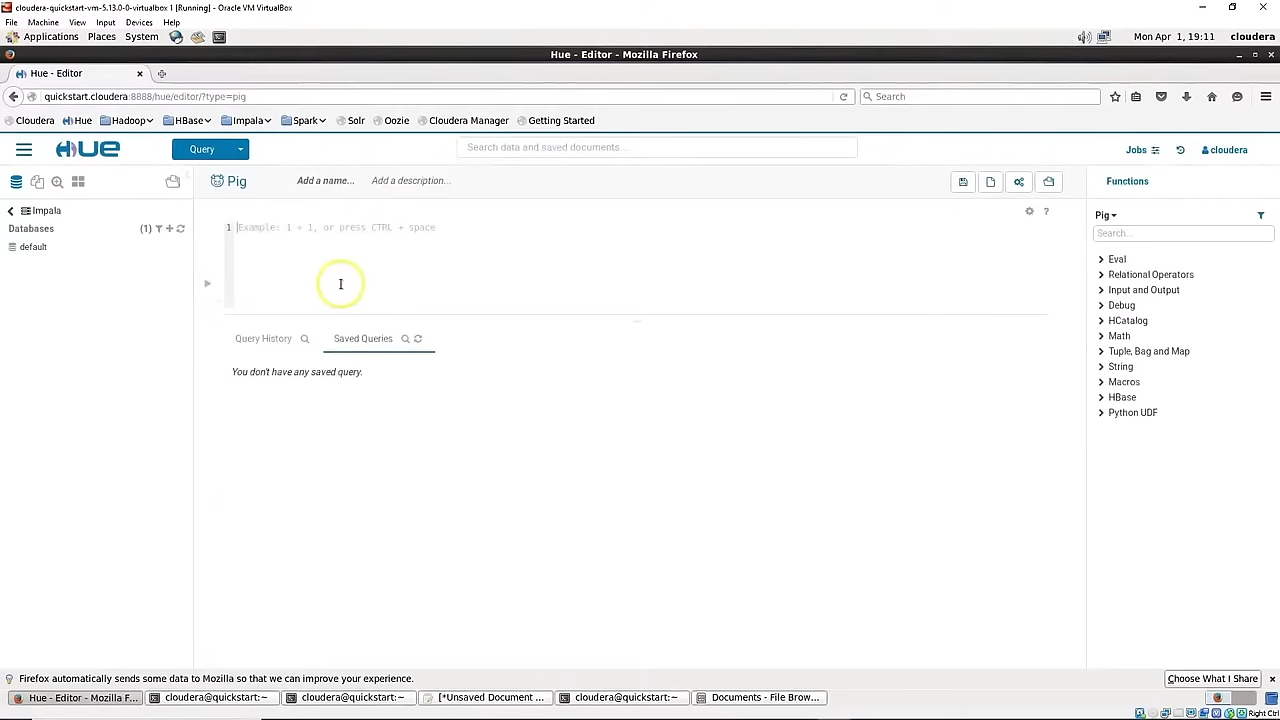 cloudera-quickstart-vm-5.13.0-0-virtualbox 1 [Running] - Oracle VM VirtualBox
File Machine View Input Devices Help
Applications Places System Mon Apr 1, 19:11 cloudera
Hue - Editor - Mozilla Firefox
Hue - Editor
quickstart.cloudera:8888/hue/editor/?type=pig Search
Cloudera Hue Hadoop HBase Impala Spark Solr Oozie Cloudera Manager Getting Started
HUE Query Search data and saved documents... Jobs cloudera
Pig Add a name... Add a description... Functions
Impala
Pig
Databases (1)
1 Example: 1 + 1, or press CTRL + space ?
Search...
default
Eval
Relational Operators
Input and Output
Debug
HCatalog
Math
Tuple, Bag and Map
String
Macros
HBase
Python UDF
Query History Saved Queries
You don't have any saved query.
Firefox automatically sends some data to Mozilla so that we can improve your experience. Choose What I Share
Hue - Editor - Mozilla F... cloudera@quickstart:~ cloudera@quickstart:~ [*Unsaved Document ... cloudera@quickstart:~ Documents - File Brow...
Right Ctrl